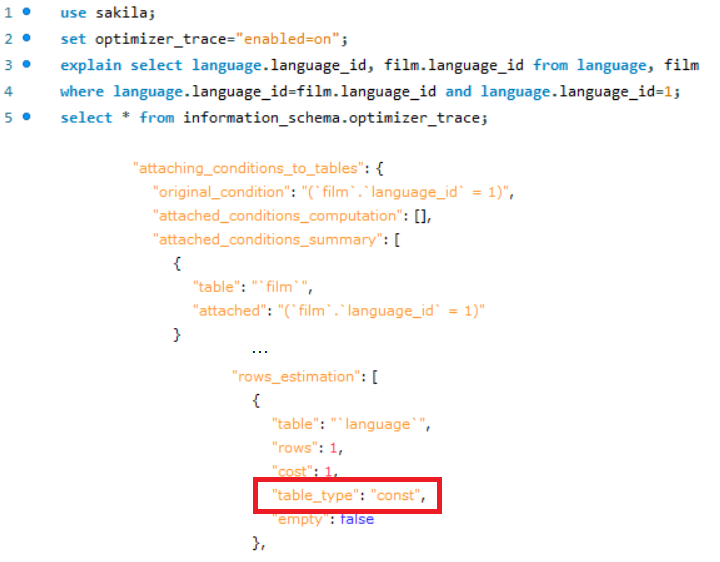 1 use sakila;
2 set optimizer_trace="enabled=on";
3 explain select language.language_id, film.language_id from language, film
4 where language.language_id=film.language_id and language.language_id=1;
5 select * from information_schema.optimizer_trace;
"attaching_conditions_to_tables": {
"original_condition": "(`film`.`language_id` = 1)",
"attached_conditions_computation": [],
"attached_conditions_summary": [
{
"table": "`film`",
"attached": "(`film`.`language_id` = 1)"
}
...
"rows_estimation": [
{
"table": "`language`",
"rows": 1,
"cost": 1,
"table_type": "const",
"empty": false
},